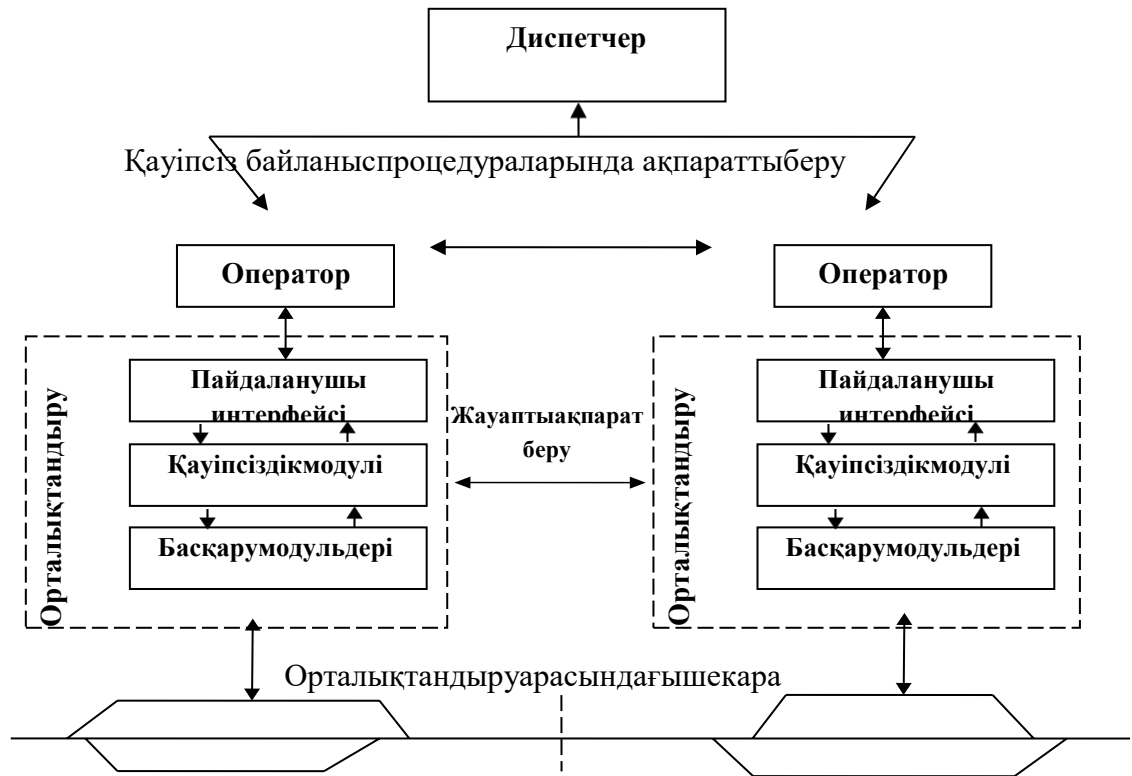 Диспетчер
Қауіпсіз байланыспроцедураларында ақпараттыберу
Оператор
Оператор
Орталықтандыру
Пайдаланушы
интерфейсі
Қауіпсіздікмодулі
Басқарумодульдері
Жауаптыақпарат
беру
Орталықтандыру
Пайдаланушы
интерфейсі
Қауіпсіздікмодулі
Басқарумодульдері
Орталықтандыруарасындағышекара